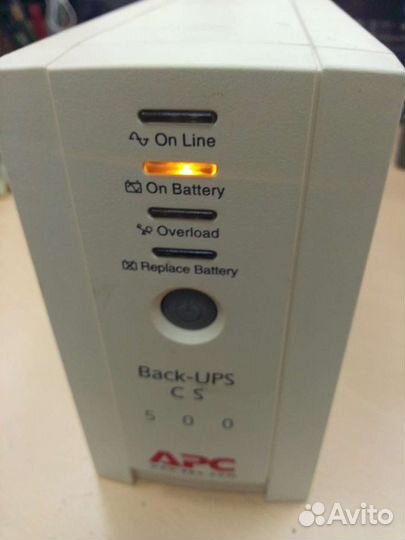 On Line
On Battery
Overload
Replace Battery
Back-UPS
CS
500
APC
Avito